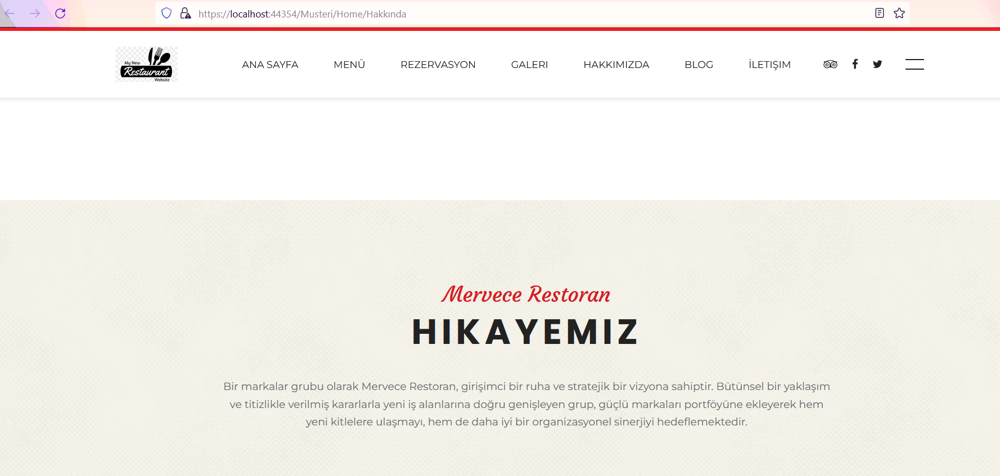 https://localhost:44354/Musteri/Home/Hakkında
My New
Restaurant
Website
ANA SAYFA MENÜ REZERVASYON GALERI HAKKIMIZDA BLOG İLETIŞIM
Mervece Restoran
HIKAYEMIZ
Bir markalar grubu olarak Mervece Restoran, girişimci bir ruha ve stratejik bir vizyona sahiptir. Bütünsel bir yaklaşım
ve titizlikle verilmiş kararlarla yeni iş alanlarına doğru genişleyen grup, güçlü markaları portföyüne ekleyerek hem
yeni kitlelere ulaşmayı, hem de daha iyi bir organizasyonel sinerjiyi hedeflemektedir.